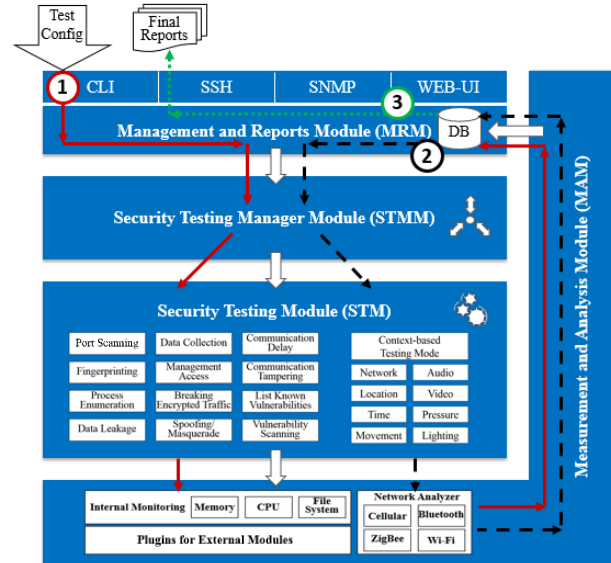 Test
Config
Final
Reports
1
CLI
SSH
SNMP
WEB-UI
3
Management and Reports Module (MRM)
DB
2
Security Testing Manager Module (STMM)
Security Testing Module (STM)
Port Scanning
Data Collection
Communication
Delay
Fingerprinting
Management
Access
Communication
Tampering
Process
Enumeration
Breaking
Encrypted Traffic
List Known
Vulnerabilities
Data Leakage
Spoofing/
Masquerade
Vulnerability
Scanning
Context-based
Testing Mode
Network
Audio
Location
Video
Time
Pressure
Movement
Lighting
Internal Monitoring
Memory
CPU
File
System
Plugins for External Modules
Network Analyzer
Cellular
Bluetooth
ZigBee
Wi-Fi
Measurement and Analysis Module (MAM)